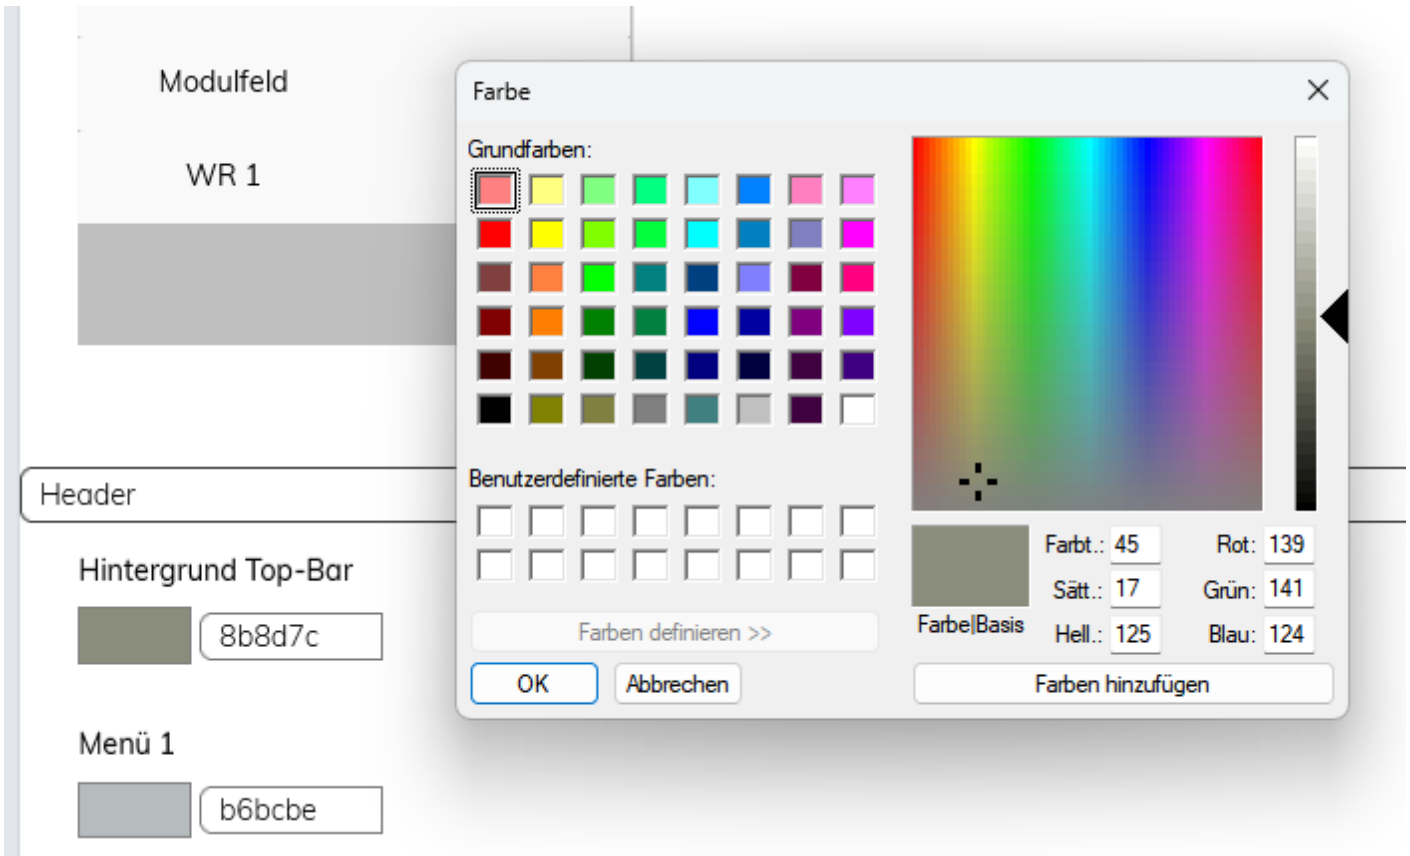 Modulfeld
WR 1
Header
Hintergrund Top-Bar
8b8d7c
Menü 1
b6bcbe
Farbe
Grundfarben:
Benutzerdefinierte Farben:
Farben definieren >>
OK
Abbrechen
Farbe|Basis
Farbt.: 45
Sätt.: 17
Hell.: 125
Rot: 139
Grün: 141
Blau: 124
Farben hinzufügen